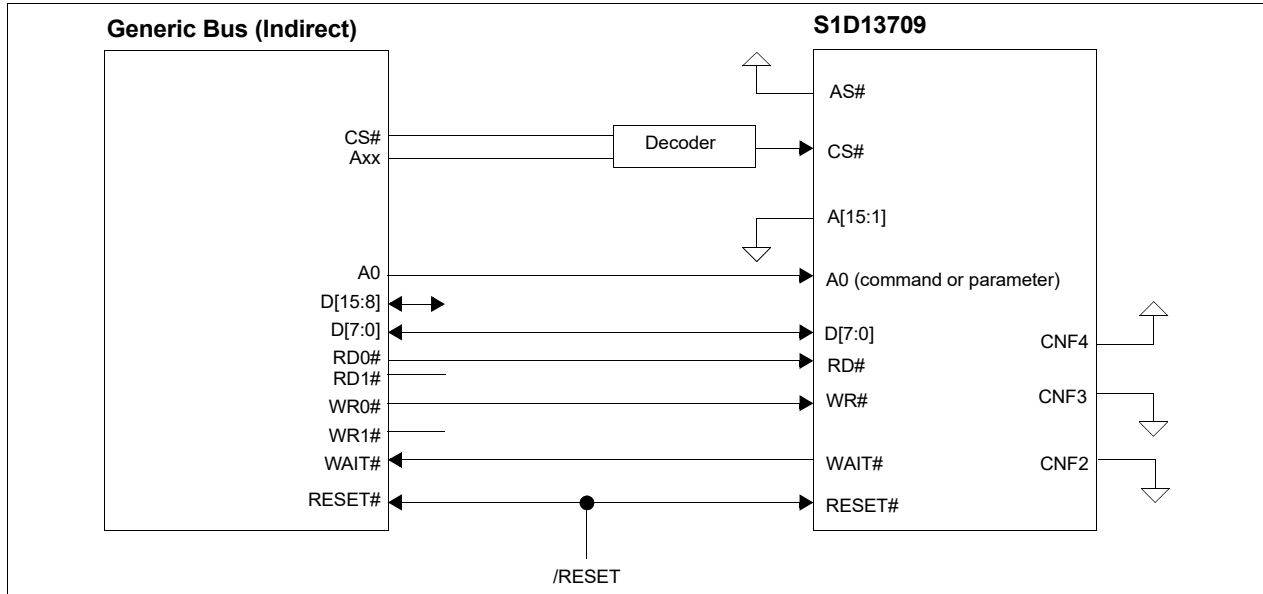 Generic Bus (Indirect)
S1D13709
AS#
CS#
Axx
Decoder
CS#
A[15:1]
A0
A0 (command or parameter)
D[15:8]
D[7:0]
D[7:0]
CNF4
RD0#
RD#
RD1#
WR0#
WR#
CNF3
WR1#
WAIT#
WAIT#
CNF2
RESET#
RESET#
/RESET